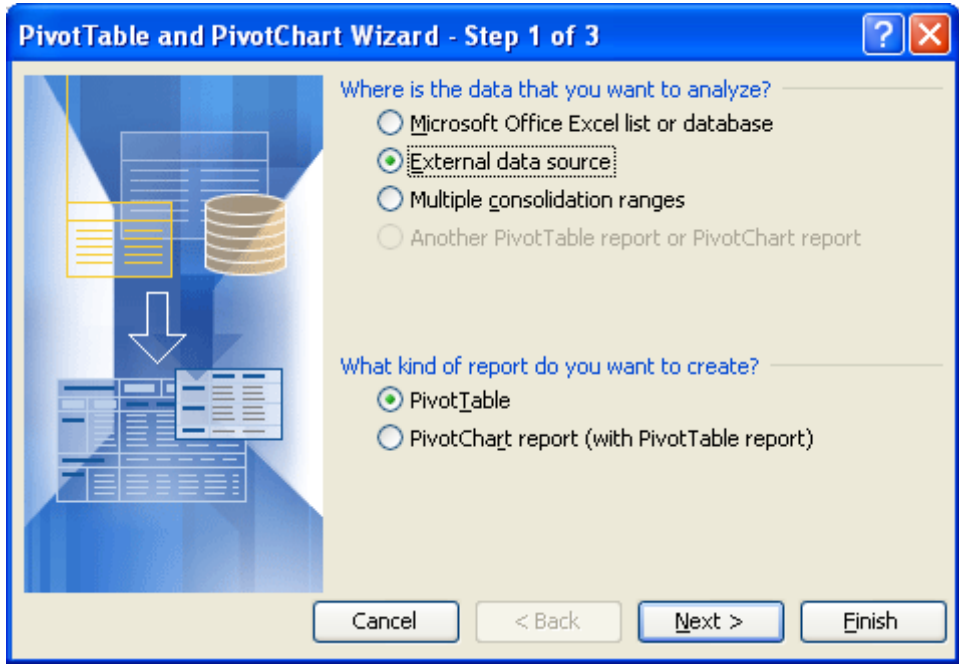 PivotTable and PivotChart Wizard - Step 1 of 3
Where is the data that you want to analyze?
Microsoft Office Excel list or database
External data source
Multiple consolidation ranges
Another PivotTable report or PivotChart report
What kind of report do you want to create?
PivotTable
PivotChart report (with PivotTable report)
Cancel < Back Next > Finish